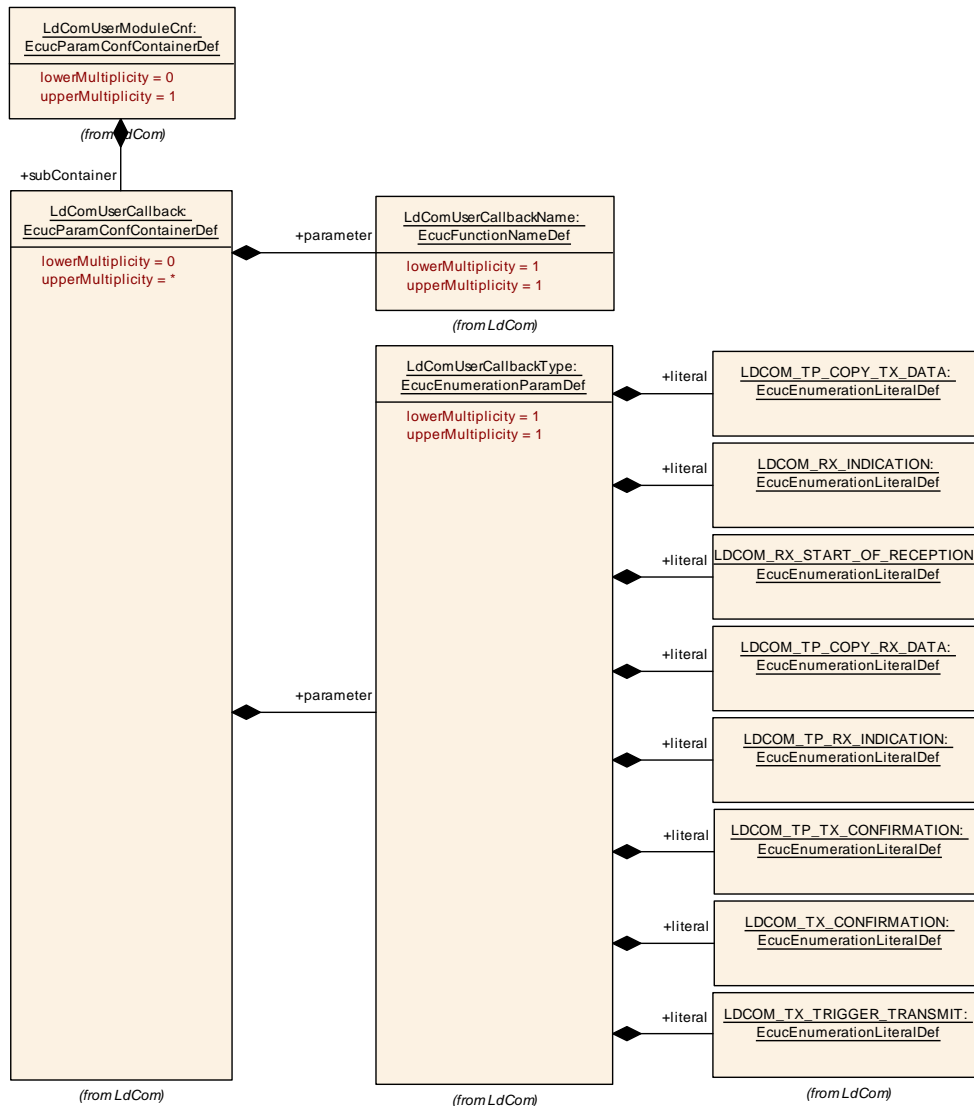 LdComUserModuleCnf:
EcucParamConfContainerDef
lowerMultiplicity = 0
upperMultiplicity = 1
(from LdCom)
+subContainer
LdComUserCallback:
EcucParamConfContainerDef
lowerMultiplicity = 0
upperMultiplicity = *
(from LdCom)
+parameter
LdComUserCallbackName:
EcucFunctionNameDef
lowerMultiplicity = 1
upperMultiplicity = 1
(from LdCom)
+parameter
LdComUserCallbackType:
EcucEnumerationParamDef
lowerMultiplicity = 1
upperMultiplicity = 1
(from LdCom)
+literal
LDCOM_TP_COPY_TX_DATA:
EcucEnumerationLiteralDef
+literal
LDCOM_RX_INDICATION:
EcucEnumerationLiteralDef
+literal
LDCOM_RX_START_OF_RECEPTION
EcucEnumerationLiteralDef
+literal
LDCOM_TP_COPY_RX_DATA:
EcucEnumerationLiteralDef
+literal
LDCOM_TP_RX_INDICATION:
EcucEnumerationLiteralDef
+literal
LDCOM_TP_TX_CONFIRMATION:
EcucEnumerationLiteralDef
+literal
LDCOM_TX_CONFIRMATION:
EcucEnumerationLiteralDef
+literal
LDCOM_TX_TRIGGER_TRANSMIT:
EcucEnumerationLiteralDef
(from LdCom)